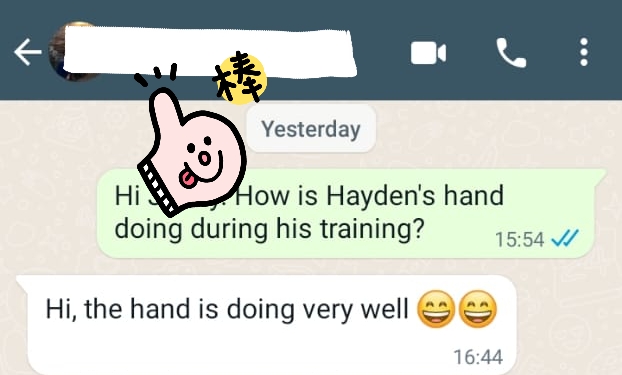 棒
Yesterday
Hi How is Hayden's hand
doing during his training?
15:54
Hi, the hand is doing very well 😄😄
16:44